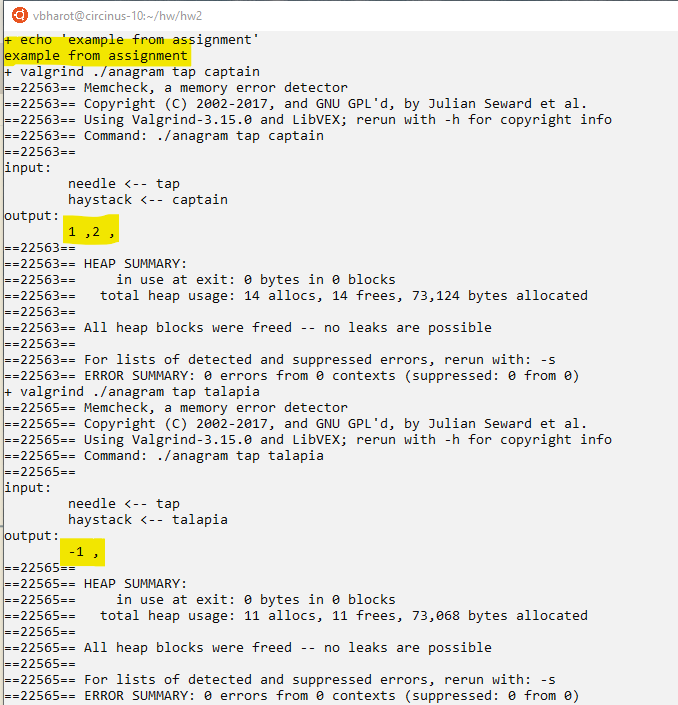 vbharot@circinus-10:~/hw/hw2
+ echo 'example from assignment'
example from assignment
+ valgrind ./anagram tap captain
==22563== Memcheck, a memory error detector
==22563== Copyright (C) 2002-2017, and GNU GPL'd, by Julian Seward et al.
==22563== Using Valgrind-3.15.0 and LibVEX; rerun with -h for copyright info
==22563== Command: ./anagram tap captain
==22563==
input:
        needle <-- tap
        haystack <-- captain
output:
        1 ,2 ,
==22563==
==22563== HEAP SUMMARY:
==22563==     in use at exit: 0 bytes in 0 blocks
==22563==   total heap usage: 14 allocs, 14 frees, 73,124 bytes allocated
==22563==
==22563== All heap blocks were freed -- no leaks are possible
==22563==
==22563== For lists of detected and suppressed errors, rerun with: -s
==22563== ERROR SUMMARY: 0 errors from 0 contexts (suppressed: 0 from 0)
+ valgrind ./anagram tap talapia
==22565== Memcheck, a memory error detector
==22565== Copyright (C) 2002-2017, and GNU GPL'd, by Julian Seward et al.
==22565== Using Valgrind-3.15.0 and LibVEX; rerun with -h for copyright info
==22565== Command: ./anagram tap talapia
==22565==
input:
        needle <-- tap
        haystack <-- talapia
output:
        -1 ,
==22565==
==22565== HEAP SUMMARY:
==22565==     in use at exit: 0 bytes in 0 blocks
==22565==   total heap usage: 11 allocs, 11 frees, 73,068 bytes allocated
==22565==
==22565== All heap blocks were freed -- no leaks are possible
==22565==
==22565== For lists of detected and suppressed errors, rerun with: -s
==22565== ERROR SUMMARY: 0 errors from 0 contexts (suppressed: 0 from 0)